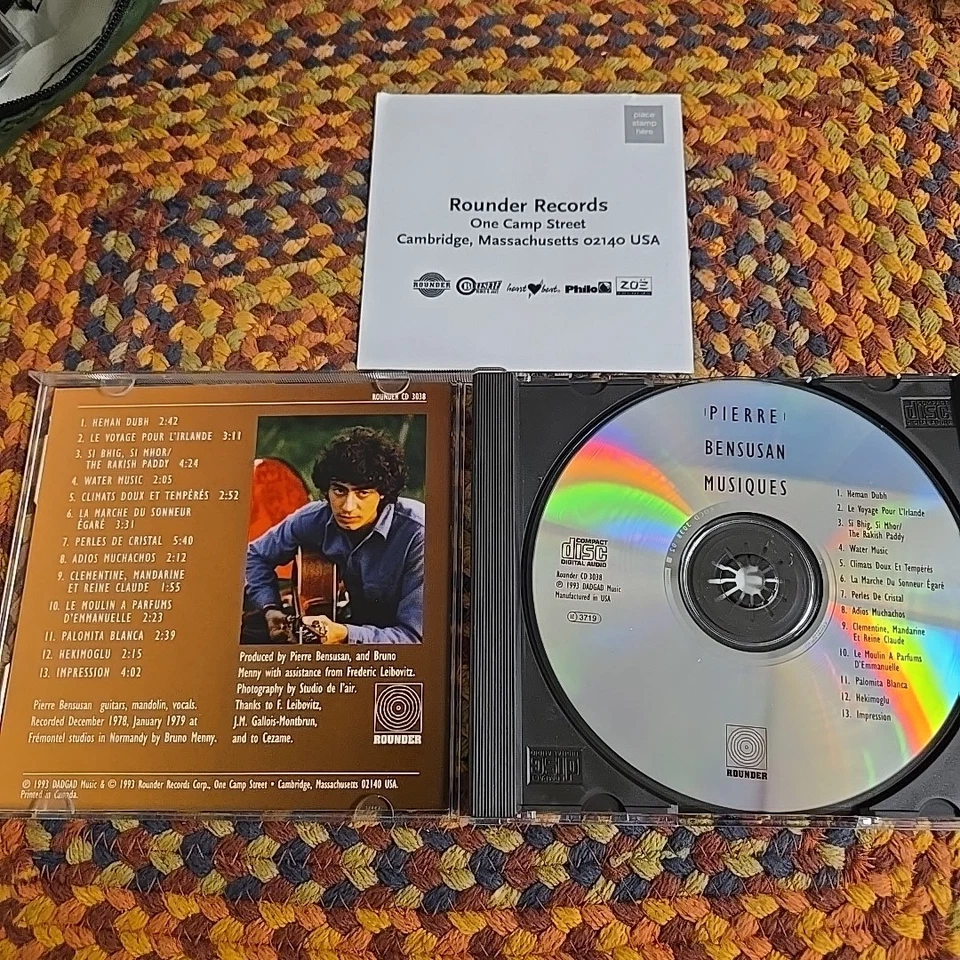 place
stamp
here
Rounder Records
One Camp Street
Cambridge, Massachusetts 02140 USA
ROUNDER
heart beat
Philo
ZOË
ROUNDER CD 3038
1. HEMAN DUBH 2:42
2. LE VOYAGE POUR L'IRLANDE 3:11
3. SI BHIG, SI MHOR/
THE RAKISH PADDY 4:24
4. WATER MUSIC 2:05
5. CLIMATS DOUX ET TEMPÉRÉS 2:52
6. LA MARCHE DU SONNEUR
ÉGARÉ 3:31
7. PERLES DE CRISTAL 5:40
8. ADIOS MUCHACHOS 2:12
9. CLEMENTINE, MANDARINE
ET REINE CLAUDE 1:55
10. LE MOULIN A PARFUMS
D'EMMANUELLE 2:23
11. PALOMITA BLANCA 2:39
12. HEKIMOGLU 2:15
13. IMPRESSION 4:02
Pierre Bensusan guitars, mandolin, vocals.
Recorded December 1978, January 1979 at
Frémontel studios in Normandy by Bruno Menny.
Produced by Pierre Bensusan, and Bruno
Menny with assistance from Frederic Leibovitz.
Photography by Studio de l'air.
Thanks to F. Leibovitz,
J.M. Gallois-Montbrun,
and to Cezame.
ROUNDER
℗ 1993 DADGAD Music & © 1993 Rounder Records Corp., One Camp Street • Cambridge, Massachusetts 02140 USA.
Printed in Canada.
PIERRE
BENSUSAN
MUSIQUES
COMPACT
disc
DIGITAL AUDIO
Rounder CD 3038
℗ 1993 DADGAD Music
Manufactured in USA
3719
1. Heman Dubh
2. Le Voyage Pour L'Irlande
3. Si Bhig, Si Mhor/
The Rakish Paddy
4. Water Music
5. Climats Doux Et Tempérés
6. La Marche Du Sonneur Égaré
7. Perles De Cristal
8. Adios Muchachos
9. Clementine, Mandarine
Et Reine Claude
10. Le Moulin A Parfums
D'Emmanuelle
11. Palomita Blanca
12. Hekimoglu
13. Impression
ROUNDER
COMPACT
disc